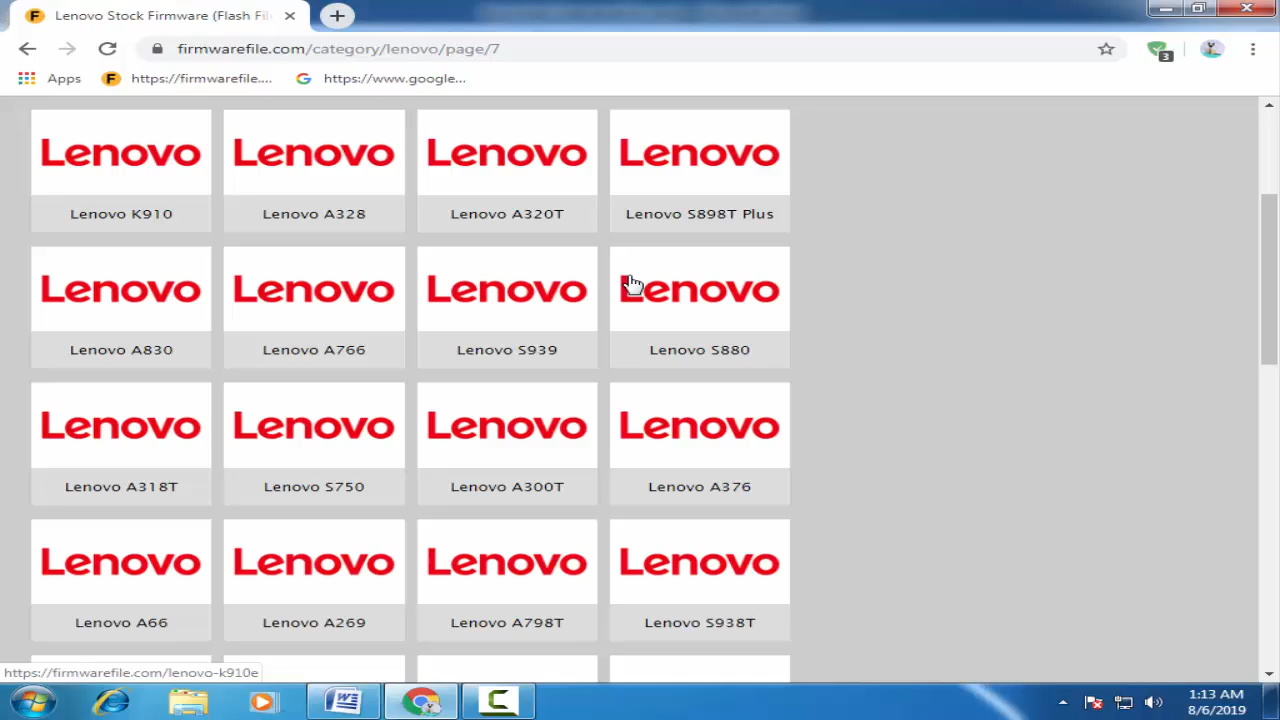 Lenovo Stock Firmware (Flash Fil
firmwarefile.com/category/lenovo/page/7
3
Apps
https://firmwarefile....
https://www.google...
Lenovo Lenovo Lenovo Lenovo
Lenovo K910 Lenovo A328 Lenovo A320T Lenovo S898T Plus
Lenovo Lenovo Lenovo Lenovo
Lenovo A830 Lenovo A766 Lenovo S939 Lenovo S880
Lenovo Lenovo Lenovo Lenovo
Lenovo A318T Lenovo S750 Lenovo A300T Lenovo A376
Lenovo Lenovo Lenovo Lenovo
Lenovo A66 Lenovo A269 Lenovo A798T Lenovo S938T
https://firmwarefile.com/lenovo-k910e
1:13 AM
8/6/2019